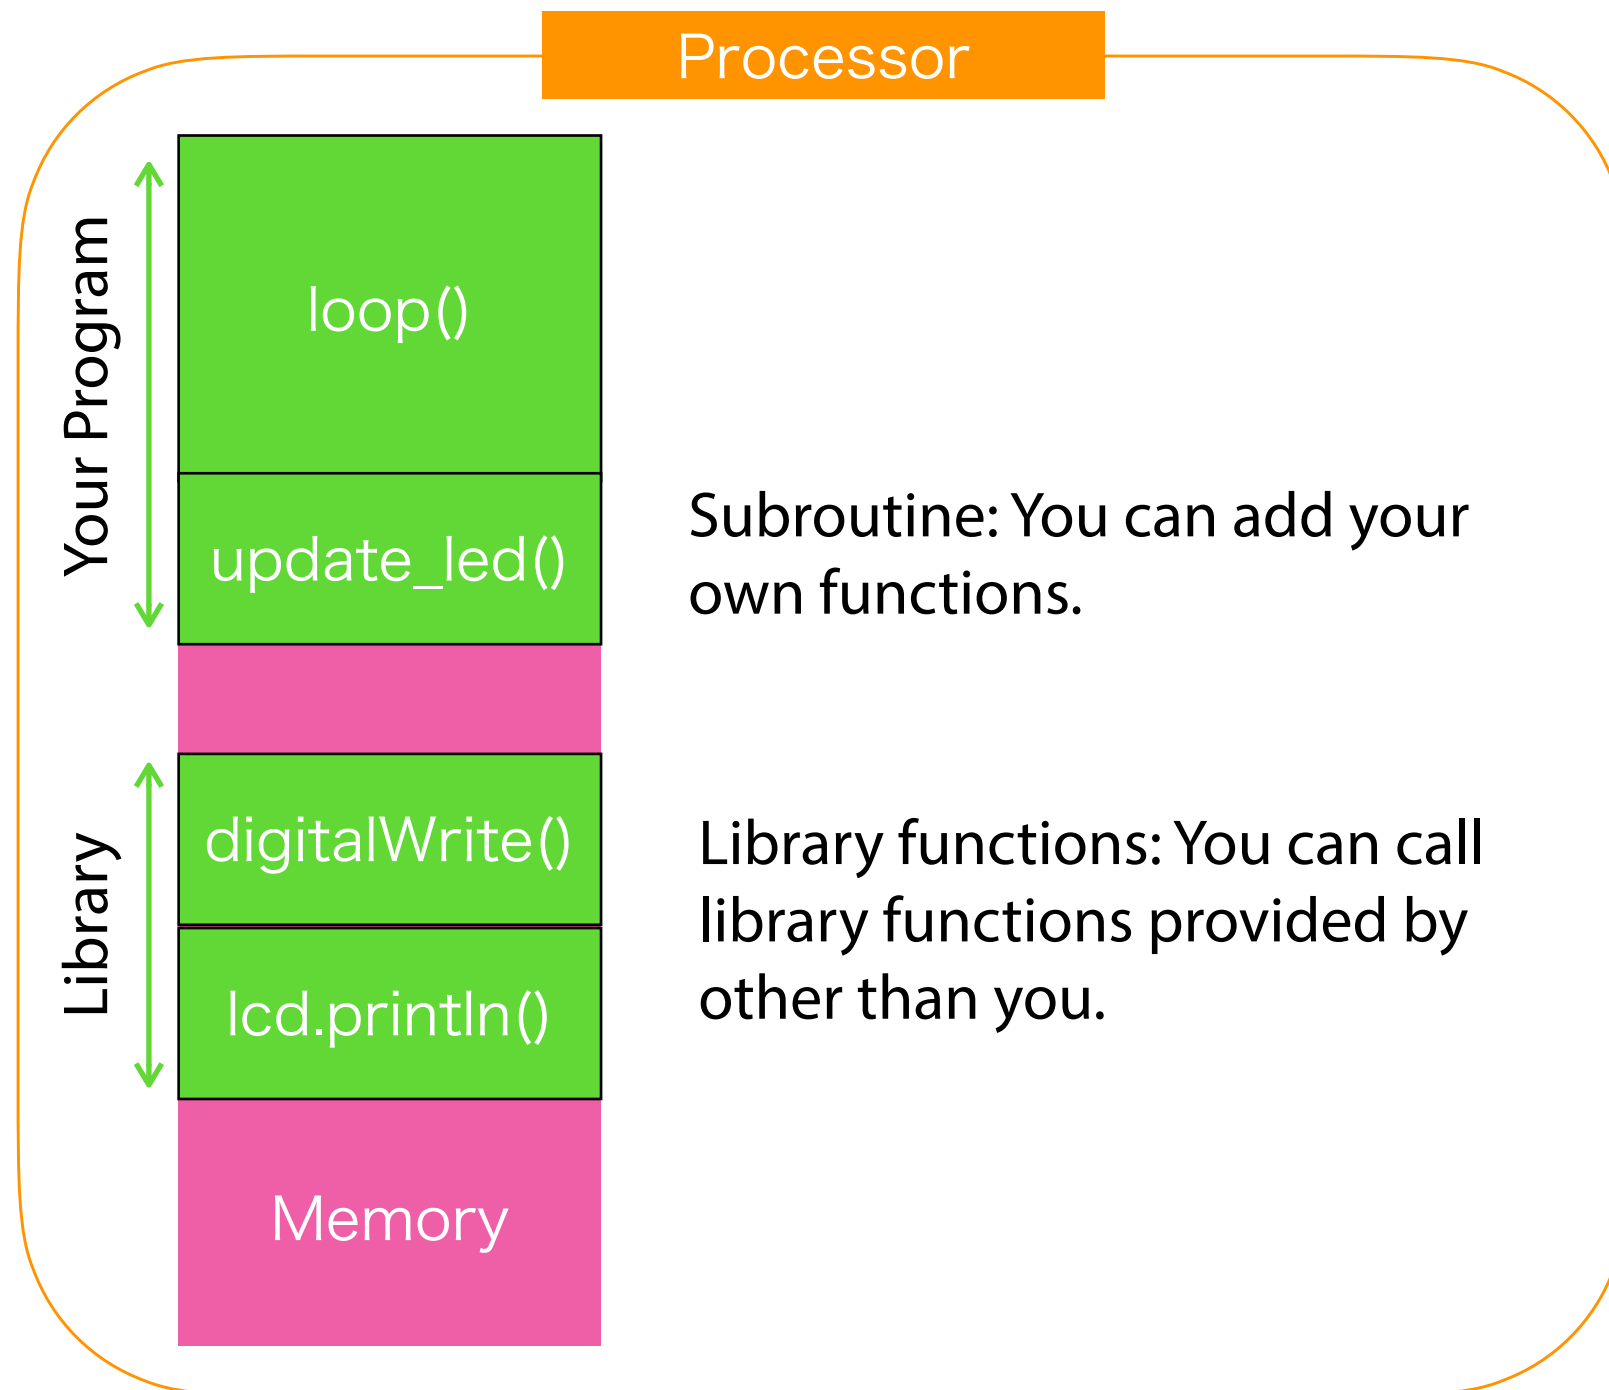 Processor
Your Program
loop()
update_led()
Subroutine: You can add your
own functions.
Library
digitalWrite()
lcd.println()
Library functions: You can call
library functions provided by
other than you.
Memory